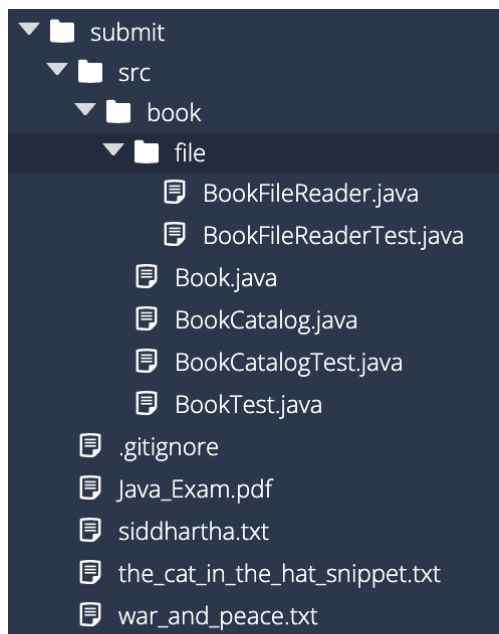 submit
src
book
file
BookFileReader.java
BookFileReaderTest.java
Book.java
BookCatalog.java
BookCatalogTest.java
BookTest.java
.gitignore
Java_Exam.pdf
siddhartha.txt
the_cat_in_the_hat_snippet.txt
war_and_peace.txt